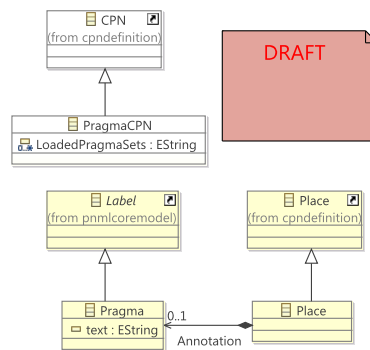 CPN
(from cpndefinition)
DRAFT
PragmaCPN
LoadedPragmaSets : EString
Label
(from pnmlcoremodel)
Place
(from cpndefinition)
Pragma
text : EString
0..1
Annotation
Place